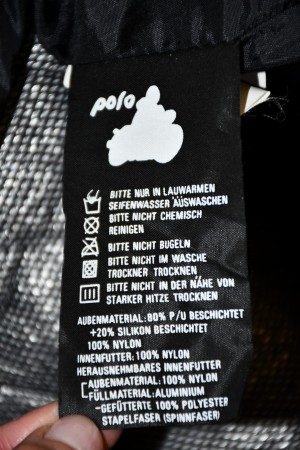 polo
BITTE NUR IN LAUWARMEN
SEIFENWASSER AUSWASCHEN
BITTE NICHT CHEMISCH
REINIGEN
BITTE NICHT BUGELN
BITTE NICHT IM WASCHE
TROCKNER TROCKNEN
BITTE NICHT IN DER NÄHE VON
STARKER HITZE TROCKNEN
AUßENMATERIAL: 80% P/U BESCHICHTET
+20% SILIKON BESCHICHTET
100% NYLON
INNENFUTTER: 100% NYLON
HERAUSNEHMBARES INNENFUTTER
AUBENMATERIAL: 100% NYLON
FÜLLMATERIAL: ALUMINIUM
-GEFÜTTERTE 100% POLYESTER
STAPELFASER (SPINNFASER)